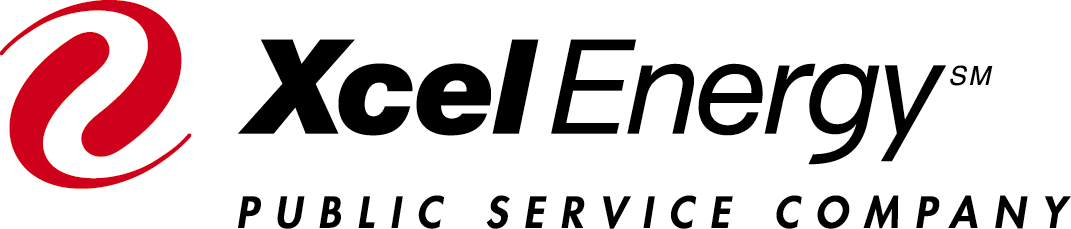 Xcel Energy℠
PUBLIC SERVICE COMPANY